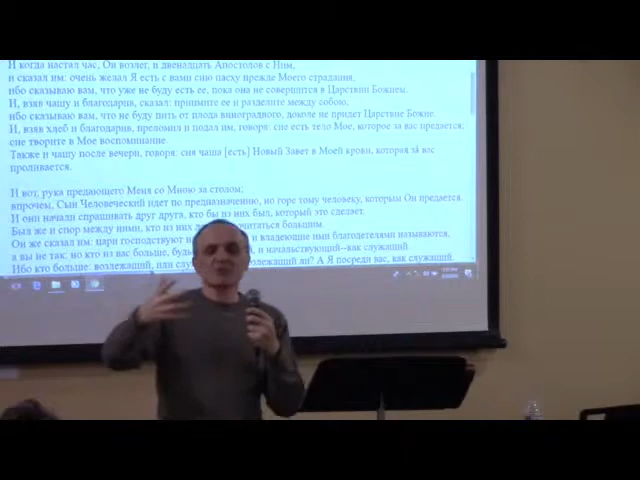 И когда настал час, Он возлег, и двенадцать Апостолов с Ним,
и сказал им: очень желал Я есть с вами сию пасху прежде Моего страдания,
ибо сказываю вам, что уже не буду есть ее, пока она не совершится в Царствии Божием.
И, взяв чашу и благодарив, сказал: приимите ее и разделите между собою,
ибо сказываю вам, что не буду пить от плода виноградного, доколе не придет Царствие Божие.
И, взяв хлеб и благодарив, преломил и подал им, говоря: сие есть тело Мое, которое за вас предается;
сие творите в Мое воспоминание.
Также и чашу после вечери, говоря: сия чаша [есть] Новый Завет в Моей крови, которая за вас
проливается.
И вот, рука предающего Меня со Мною за столом;
впрочем, Сын Человеческий идет по предназначению, но горе тому человеку, которым Он предается.
И они начали спрашивать друг друга, кто бы из них был, который это сделает.
Был же и спор между ними, кто из них почитаться большим.
Он же сказал им: цари господствуют и владеющие ими благодетелями называются,
а вы не так: но кто из вас больше, и начальствующий--как служащий.
Ибо кто больше: возлежащий, или возлежащий ли? А Я посреди вас, как служащий.